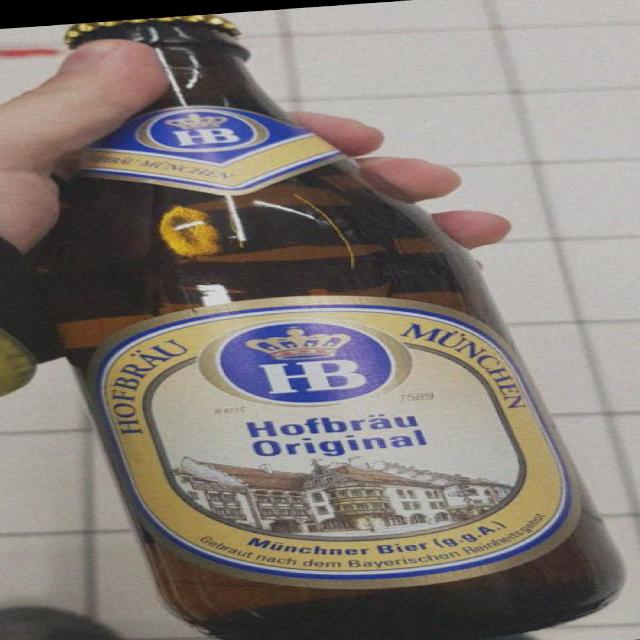 HB
HOFBRÄU MÜNCHEN
HOFBRÄU MÜNCHEN
HB
seit 1589
Hofbräu
Original
Münchner Bier (g.g.A.)
Gebraut nach dem Bayerischen Reinheitsgebot